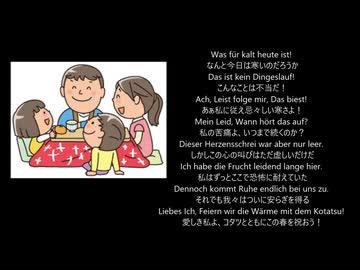 Was für kalt heute ist!
なんと今日は寒いのだろうか
Das ist kein Dingeslauf!
こんなことは不当だ！
Ach, Leist folge mir, Das biest!
あぁ私に従え忌々しい寒さよ！
Mein Leid, Wann hört das auf?
私の苦痛よ、いつまで続くのか？
Dieser Herzensschrei war aber nur leer.
しかしこの心の叫びはただ虚しいだけだ
Ich habe die Frucht leidend lange hier.
私はずっとここで恐怖に耐えていた
Dennoch kommt Ruhe endlich bei uns zu.
それでも我々はついに安らぎを得る
Liebes Ich, Feiern wir die Wärme mit dem Kotatsu!
愛しき私よ、コタツとともにこの春を祝おう！